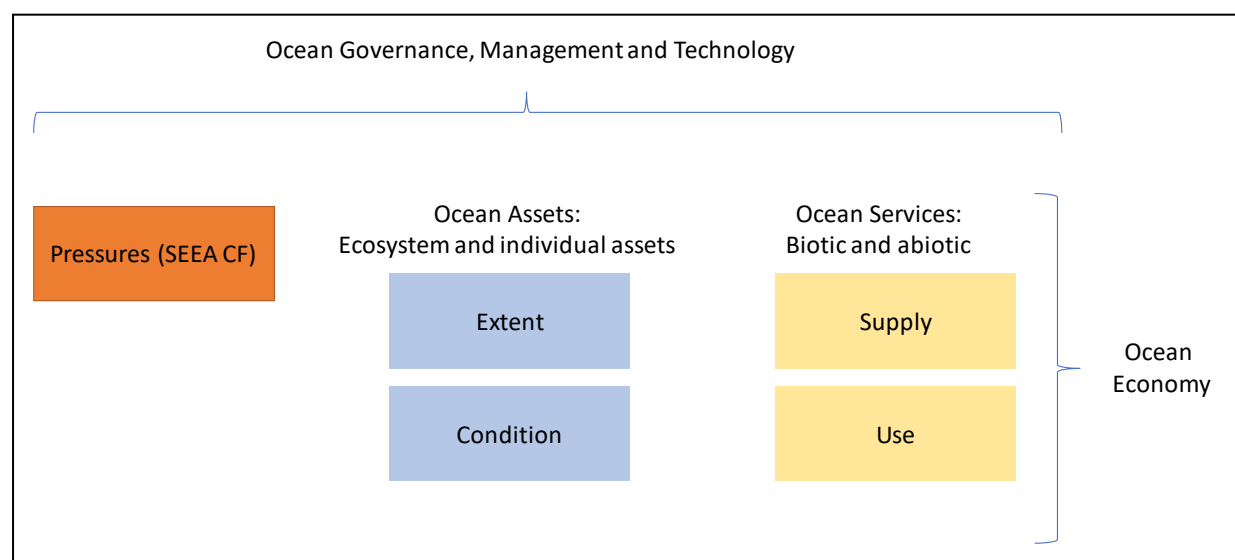 Ocean Governance, Management and Technology
Pressures (SEEA CF)
Ocean Assets:
Ecosystem and individual assets
Extent
Condition
Ocean Services:
Biotic and abiotic
Supply
Use
Ocean
Economy